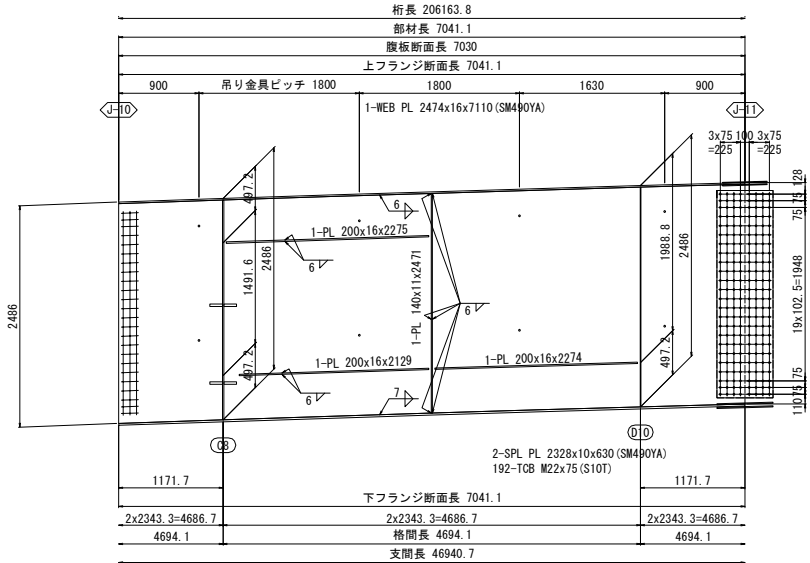 桁長 206163.8
部材長 7041.1
腹板断面長 7030
上フランジ断面長 7041.1
900
吊り金具ピッチ 1800
1800
1630
900
J-10
J-11
1-WEB PL 2474x16x7110(SM490YA)
3x75 100 3x75
=225 =225
128
75 75
19x102.5=1948
75
75
110
497.2
2486
1491.6
497.2
2486
1988.8
2486
497.2
6
1-PL 200x16x2275
6
1-PL 140x11x2471
6
1-PL 200x16x2129
1-PL 200x16x2274
6
7
C8
D10
2-SPL PL 2328x10x630(SM490YA)
192-TCB M22x75(S10T)
1171.7
1171.7
下フランジ断面長 7041.1
2x2343.3=4686.7
2x2343.3=4686.7
2x2343.3=4686.7
4694.1
格間長 4694.1
4694.1
支間長 46940.7